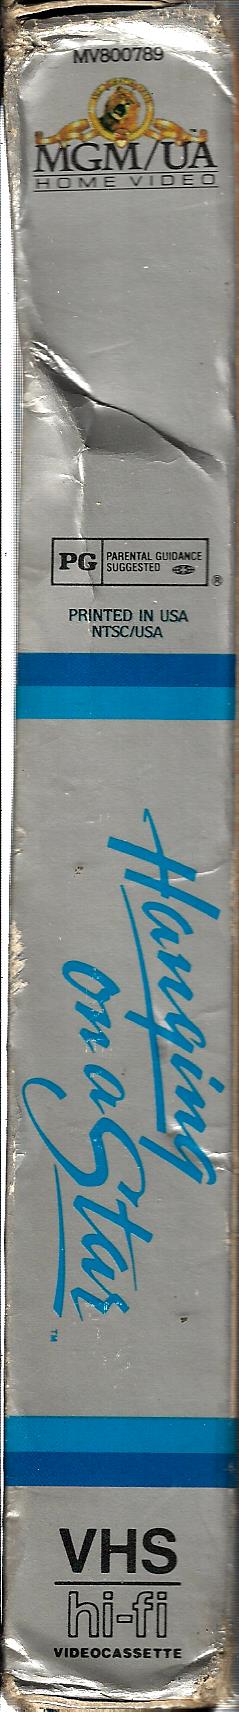 MV800789
MGM/UA
HOME VIDEO
PG PARENTAL GUIDANCE
SUGGESTED ®
PRINTED IN USA
NTSC/USA
Hanging
on a Star
TM
VHS
hi-fi
VIDEOCASSETTE